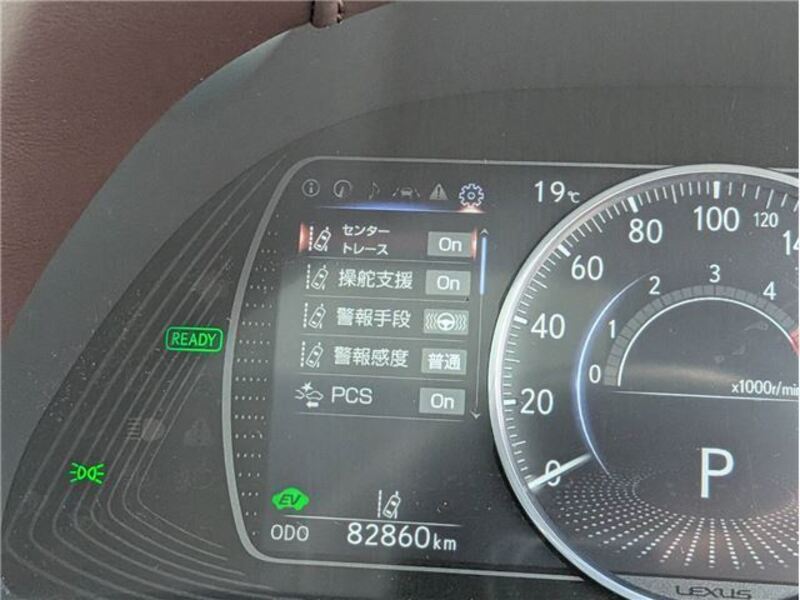 19℃
センター
トレース On
操舵支援 On
警報手段
警報感度 普通
PCS On
READY
EV
ODO 82860km
0
20
40
60
80
100
120
0
1
2
3
4
x1000r/min
P
LEXUS